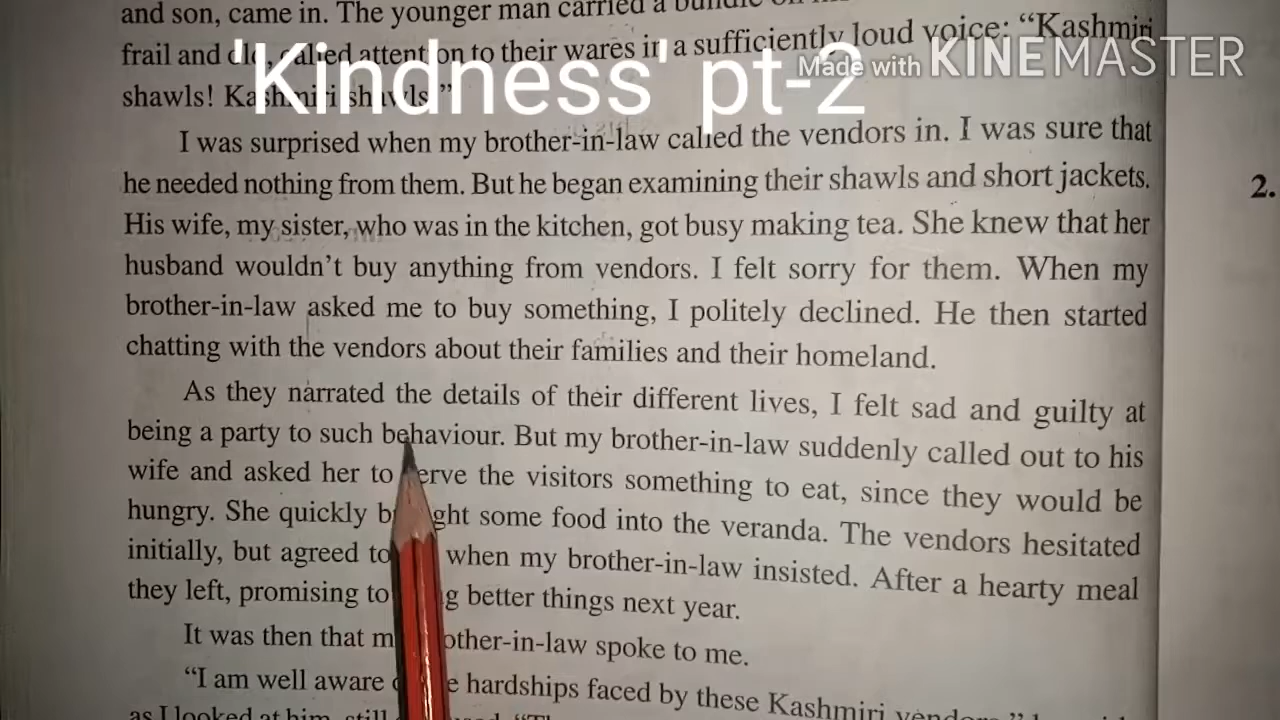 and son, came in. The younger man carried a
frail and called attention to their wares in a sufficiently loud voice: “Kashmiri
shawls! Kashmiri shawls!”
'Kindness' pt-2
Made with KINEMASTER
I was surprised when my brother-in-law called the vendors in. I was sure that
he needed nothing from them. But he began examining their shawls and short jackets.
His wife, my sister, who was in the kitchen, got busy making tea. She knew that her
husband wouldn’t buy anything from vendors. I felt sorry for them. When my
brother-in-law asked me to buy something, I politely declined. He then started
chatting with the vendors about their families and their homeland.
2.
As they narrated the details of their different lives, I felt sad and guilty at
being a party to such behaviour. But my brother-in-law suddenly called out to his
wife and asked her to serve the visitors something to eat, since they would be
hungry. She quickly brought some food into the veranda. The vendors hesitated
initially, but agreed to when my brother-in-law insisted. After a hearty meal
they left, promising to better things next year.
It was then that my brother-in-law spoke to me.
“I am well aware the hardships faced by these Kashmiri vendors,”
as I looked at him, still